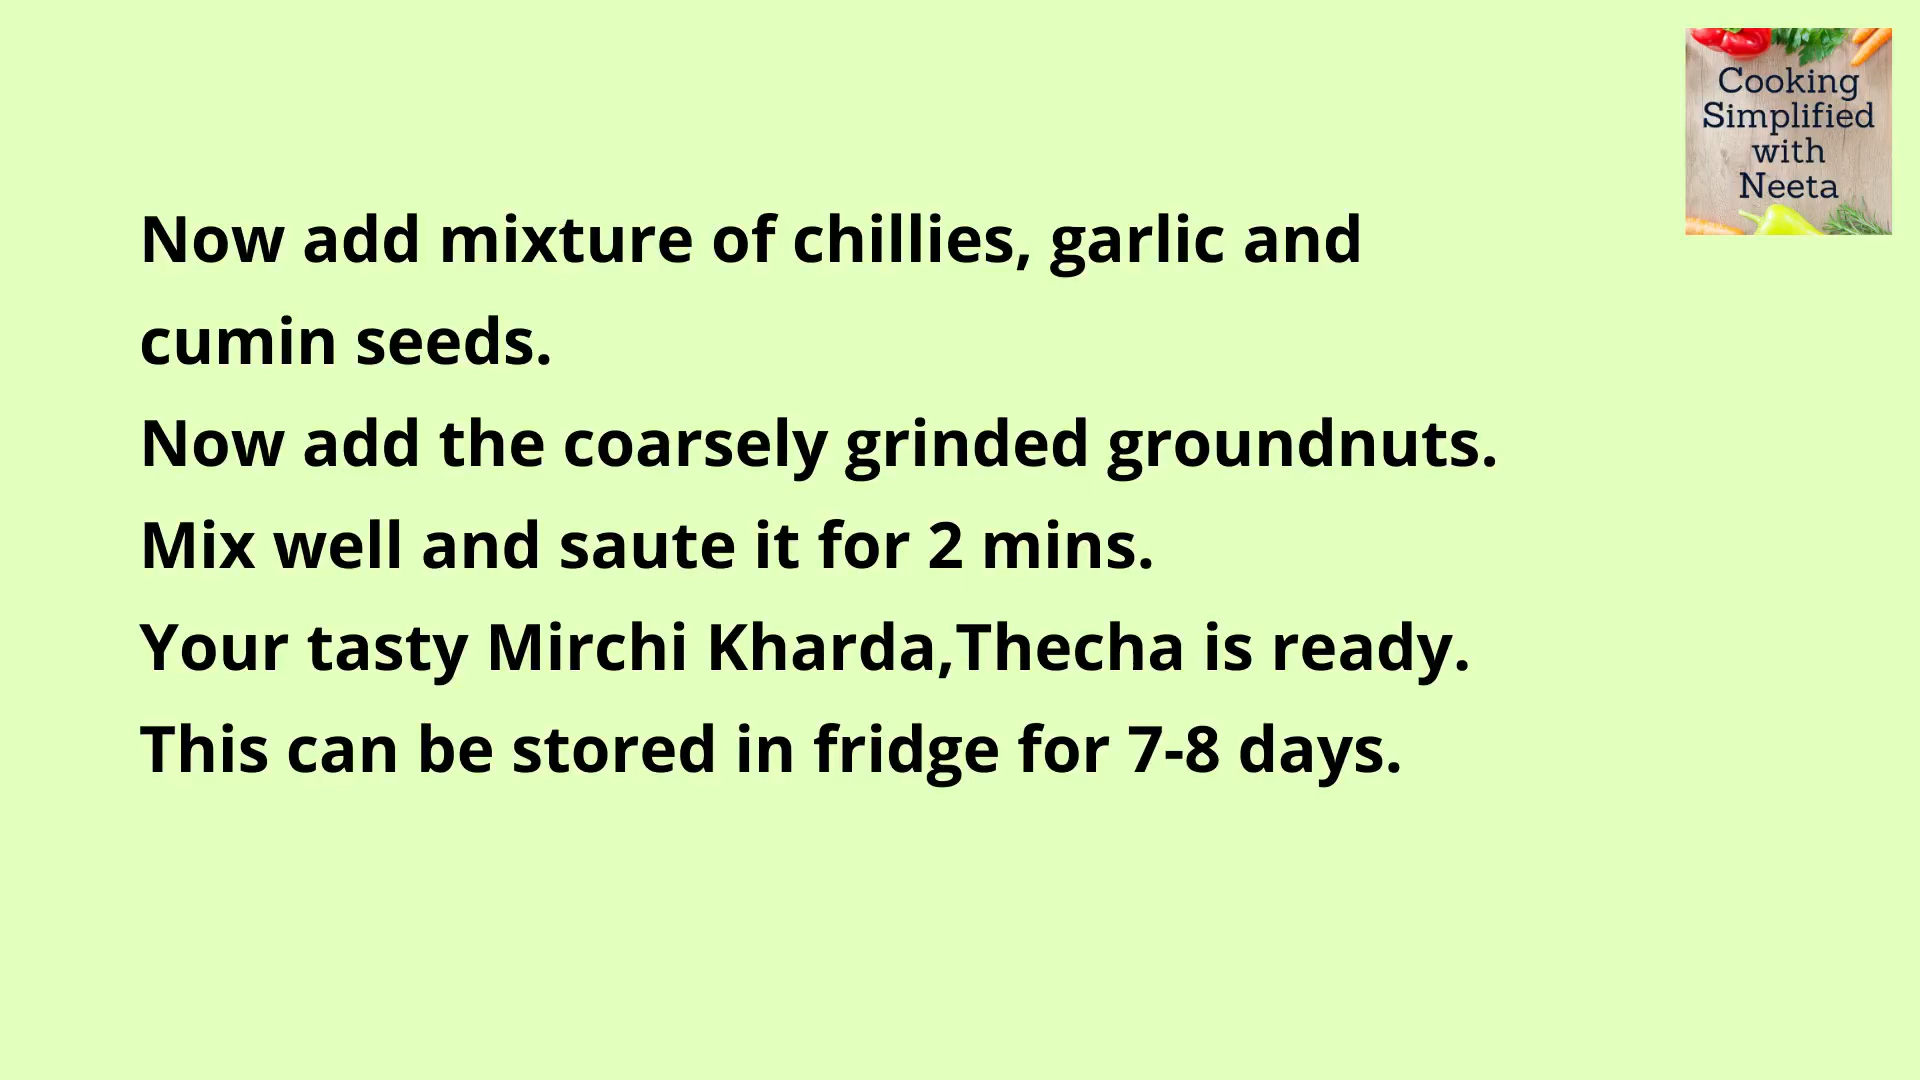 Cooking
Simplified
with
Neeta
Now add mixture of chillies, garlic and
cumin seeds.
Now add the coarsely grinded groundnuts.
Mix well and saute it for 2 mins.
Your tasty Mirchi Kharda,Thecha is ready.
This can be stored in fridge for 7-8 days.